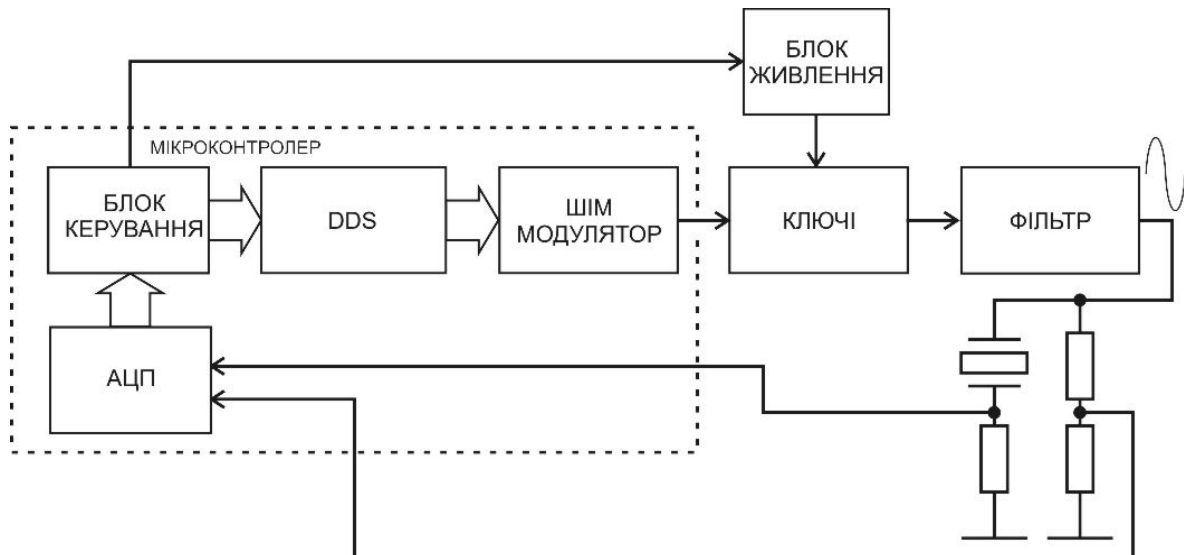 БЛОК
ЖИВЛЕННЯ
МІКРОКОНТРОЛЕР
БЛОК
КЕРУВАННЯ
DDS
ШІМ
МОДУЛЯТОР
КЛЮЧІ
ФІЛЬТР
АЦП